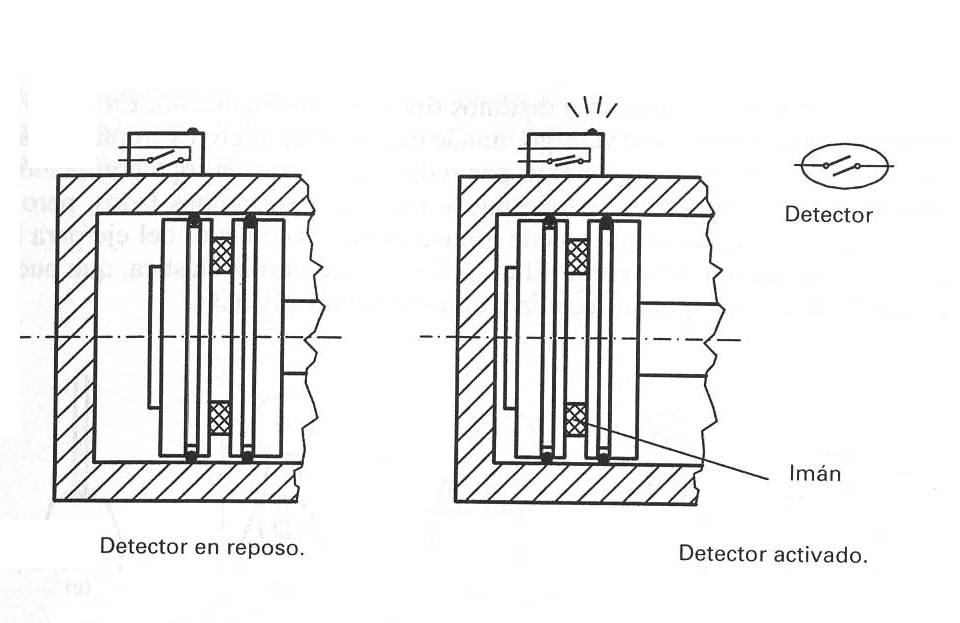 Detector
Imán
Detector en reposo.
Detector activado.